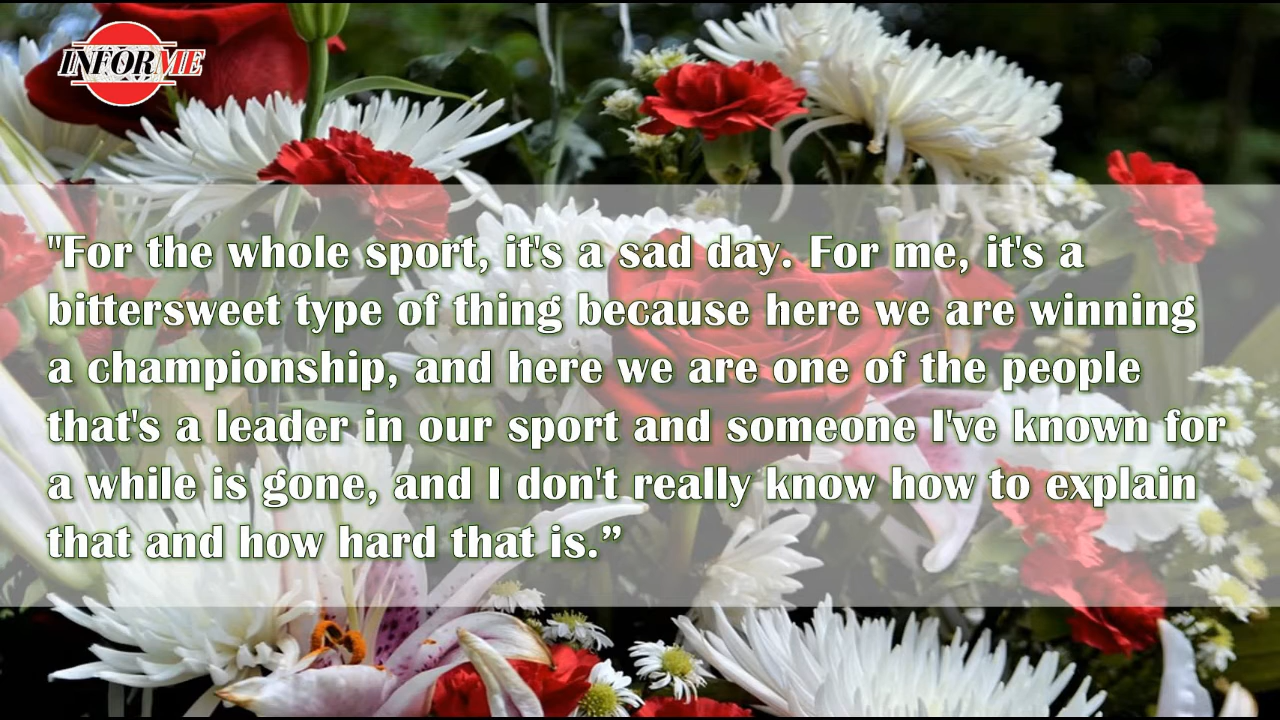 INFORME
"For the whole sport, it's a sad day. For me, it's a
bittersweet type of thing because here we are winning
a championship, and here we are one of the people
that's a leader in our sport and someone I've known for
a while is gone, and I don't really know how to explain
that and how hard that is.”